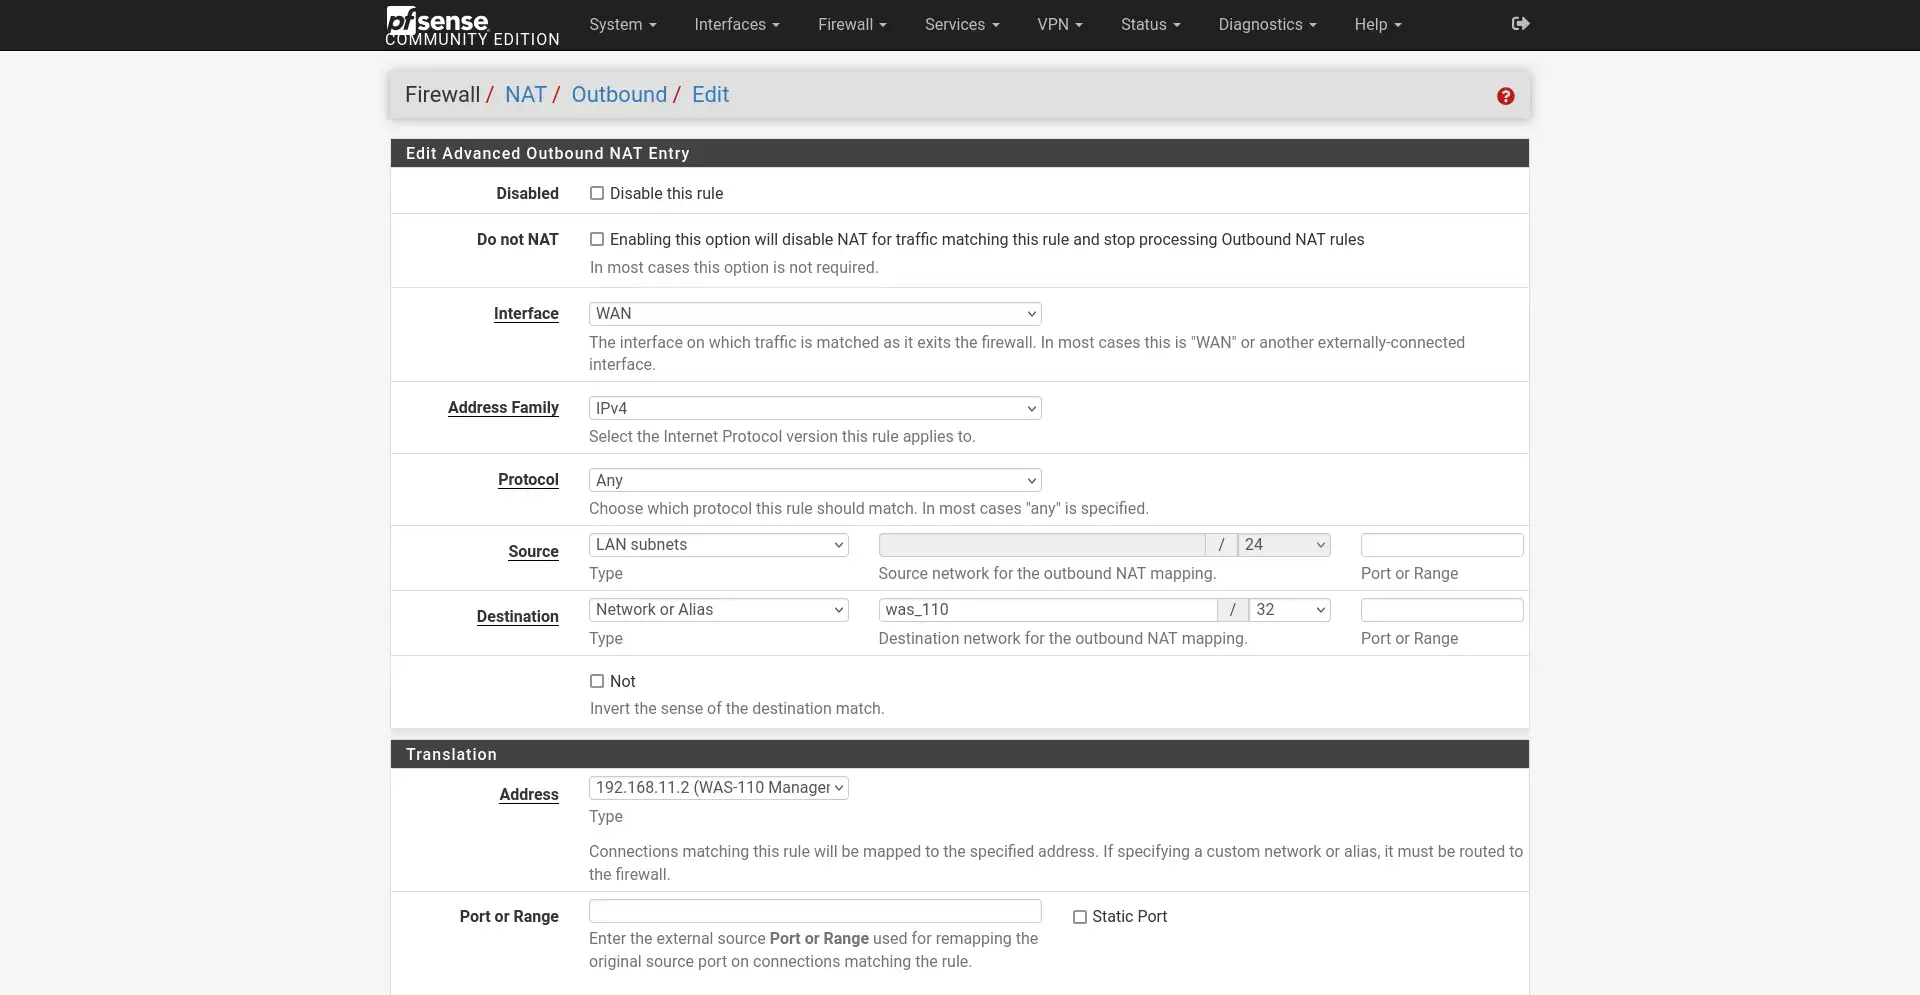 pfsense
COMMUNITY EDITION
System Interfaces Firewall Services VPN Status Diagnostics Help
Firewall / NAT / Outbound / Edit
Edit Advanced Outbound NAT Entry
Disabled Disable this rule
Do not NAT Enabling this option will disable NAT for traffic matching this rule and stop processing Outbound NAT rules
In most cases this option is not required.
Interface WAN
The interface on which traffic is matched as it exits the firewall. In most cases this is "WAN" or another externally-connected
interface.
Address Family IPv4
Select the Internet Protocol version this rule applies to.
Protocol Any
Choose which protocol this rule should match. In most cases "any" is specified.
Source LAN subnets / 24
Type Source network for the outbound NAT mapping. Port or Range
Destination Network or Alias was_110 / 32
Type Destination network for the outbound NAT mapping. Port or Range
Not
Invert the sense of the destination match.
Translation
Address 192.168.11.2 (WAS-110 Manager
Type
Connections matching this rule will be mapped to the specified address. If specifying a custom network or alias, it must be routed to
the firewall.
Port or Range Static Port
Enter the external source Port or Range used for remapping the
original source port on connections matching the rule.